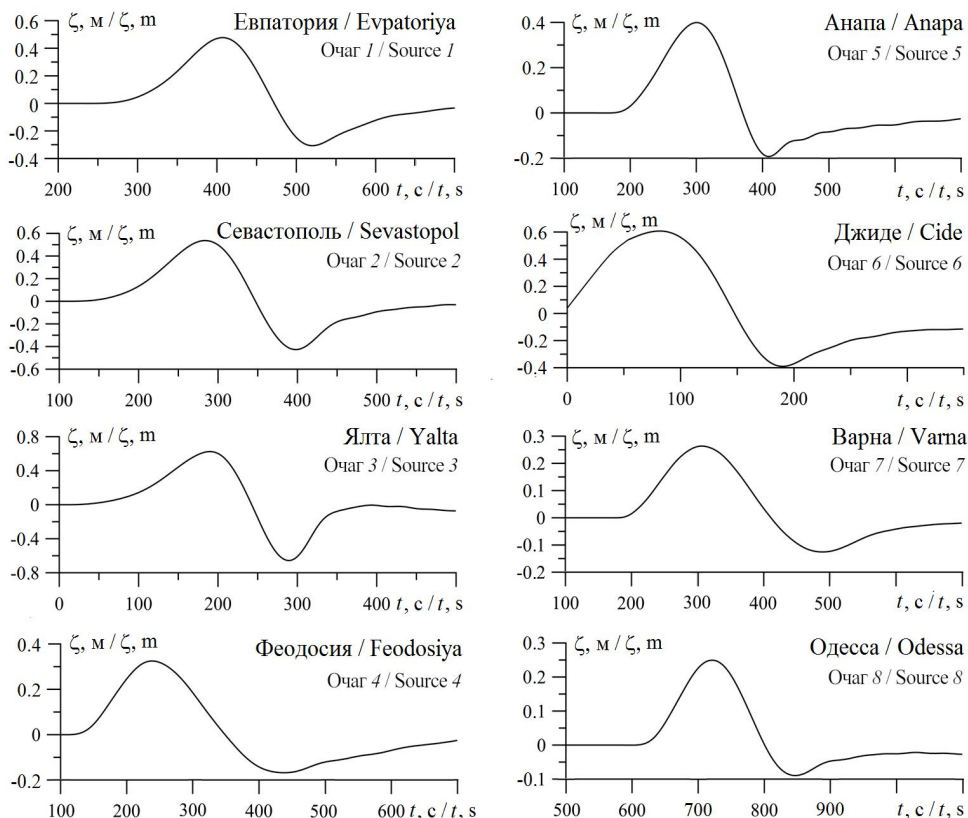 ζ, м / ζ, m
Евпатория / Evpatoriya
Очаг 1 / Source 1
0.6
0.4
0.2
0
-0.2
-0.4
200 300 400 500 600 t, с / t, s
ζ, м / ζ, m
Анапа / Anapa
Очаг 5 / Source 5
0.4
0.2
0
-0.2
100 200 300 400 500 t, с / t, s
ζ, м / ζ, m
Севастополь / Sevastopol
Очаг 2 / Source 2
0.6
0.4
0.2
0
-0.2
-0.4
-0.6
100 200 300 400 500 t, с / t, s
ζ, м / ζ, m
Джиде / Cide
Очаг 6 / Source 6
0.6
0.4
0.2
0
-0.2
-0.4
0 100 200 t, с / t, s
ζ, м / ζ, m
Ялта / Yalta
Очаг 3 / Source 3
0.8
0.4
0
-0.4
-0.8
0 100 200 300 400 t, с / t, s
ζ, м / ζ, m
Варна / Varna
Очаг 7 / Source 7
0.3
0.2
0.1
0
-0.1
-0.2
100 200 300 400 500 t, с / t, s
ζ, м / ζ, m
Феодосия / Feodosiya
Очаг 4 / Source 4
0.4
0.2
0
-0.2
100 200 300 400 500 600 t, с / t, s
ζ, м / ζ, m
Одесса / Odessa
Очаг 8 / Source 8
0.3
0.2
0.1
0
-0.1
500 600 700 800 900 t, с / t, s